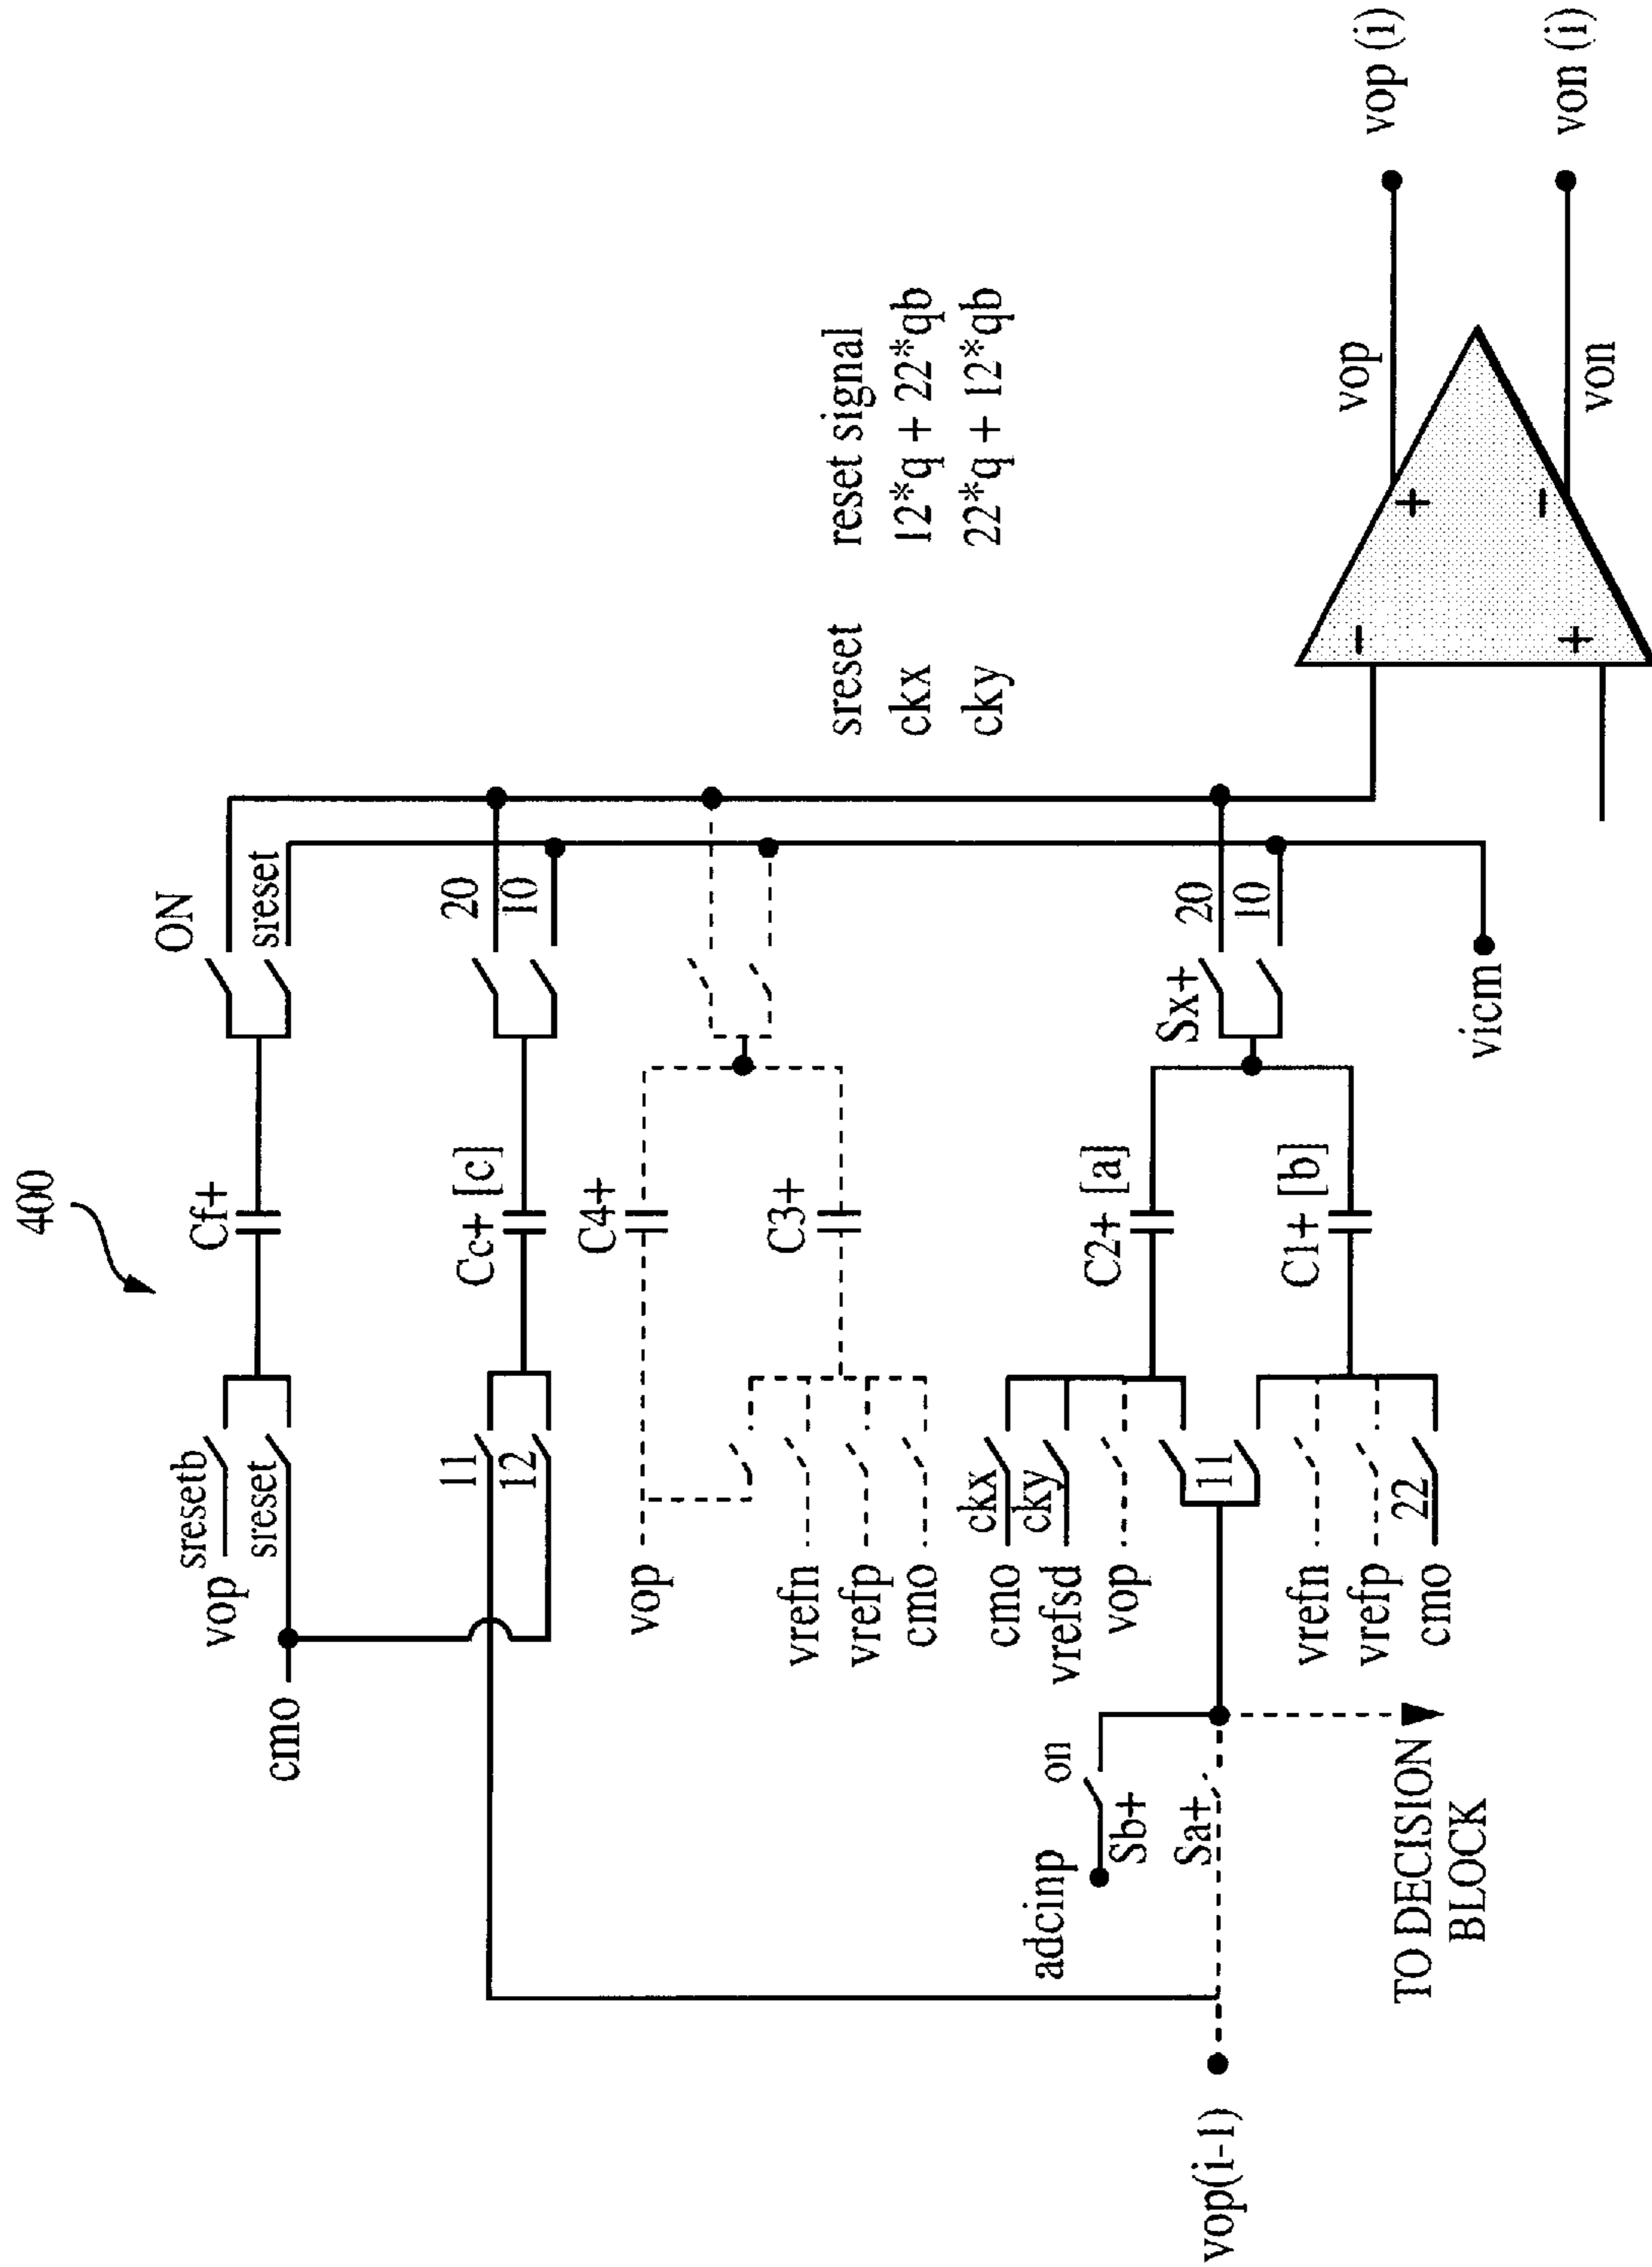 400
ON
sreset
Cf+
sresetb
vop
sreset
cmo
20
10
Cc+ [c]
11
12
C4+
vop
C3+
vrefn
vrefp
cmo
sreset reset signal
ckx 12*q + 22*qb
cky 22*q + 12*qb
Sx+
20
10
C2+ [a]
C1+ [b]
ckx
cmo
cky
vrefsd
vop
11
vrefn
vrefp
22
cmo
vicm
on
adcinp
Sb+
Sa+
vop(i-1)
TO DECISION
BLOCK
vop
vop (i)
von
von (i)
-
+
+
-